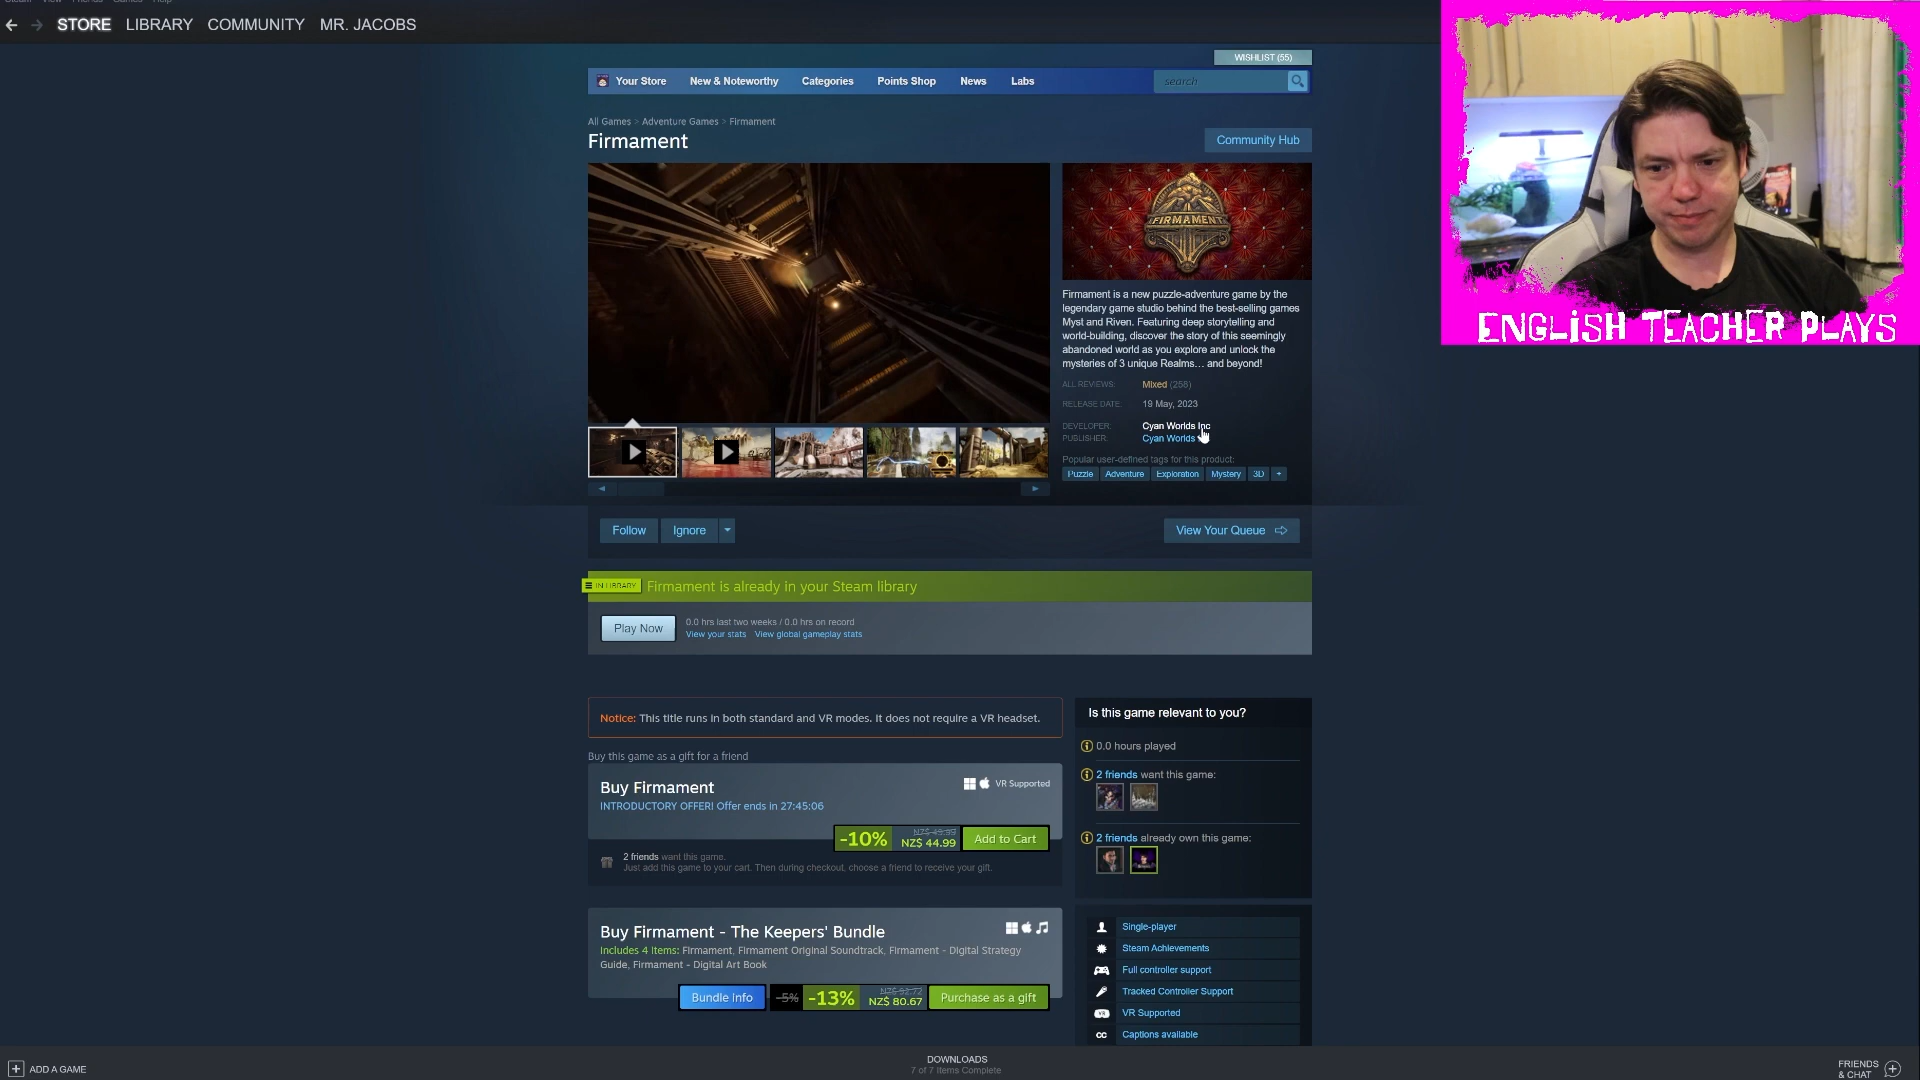 Steam View Friends Games Help
STORE LIBRARY COMMUNITY MR. JACOBS
WISHLIST (55)
Your Store New & Noteworthy Categories Points Shop News Labs search
All Games > Adventure Games > Firmament
Firmament
Community Hub
FIRMAMENT
Firmament is a new puzzle-adventure game by the
legendary game studio behind the best-selling games
Myst and Riven. Featuring deep storytelling and
world-building, discover the story of this seemingly
abandoned world as you explore and unlock the
mysteries of 3 unique Realms... and beyond!
ALL REVIEWS: Mixed (256)
RELEASE DATE: 19 May, 2023
DEVELOPER: Cyan Worlds Inc
PUBLISHER: Cyan Worlds
Popular user-defined tags for this product:
Puzzle Adventure Exploration Mystery 3D +
Follow Ignore
View Your Queue
IN LIBRARY Firmament is already in your Steam library
Play Now
0.0 hrs last two weeks / 0.0 hrs on record
View your stats View global gameplay stats
Notice: This title runs in both standard and VR modes. It does not require a VR headset.
Buy this game as a gift for a friend
Buy Firmament
VR Supported
INTRODUCTORY OFFER! Offer ends in 27:45:06
-10% NZ$ 49.99 NZ$ 44.99 Add to Cart
2 friends want this game.
Just add this game to your cart. Then during checkout, choose a friend to receive your gift.
Buy Firmament - The Keepers' Bundle
Includes 4 items: Firmament, Firmament Original Soundtrack, Firmament - Digital Strategy
Guide, Firmament - Digital Art Book
Bundle info -5% -13% NZ$ 92.72 NZ$ 80.67 Purchase as a gift
Is this game relevant to you?
0.0 hours played
2 friends want this game:
2 friends already own this game:
Single-player
Steam Achievements
Full controller support
Tracked Controller Support
VR VR Supported
CC Captions available
ENGLISH TEACHER PLAYS
+ ADD A GAME
DOWNLOADS
7 of 7 Items Complete
FRIENDS
& CHAT